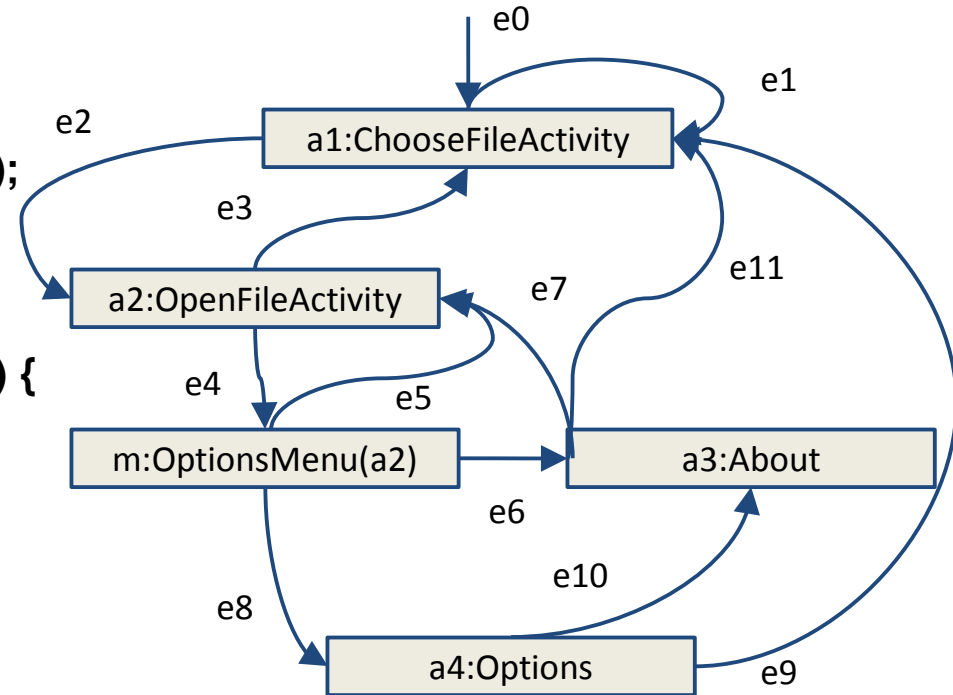 e0
e1
e2
a1:ChooseFileActivity
);
e3
e11
e7
a2:OpenFileActivity
) {
e4
e5
m:OptionsMenu(a2)
a3:About
e6
e10
e8
a4:Options
e9